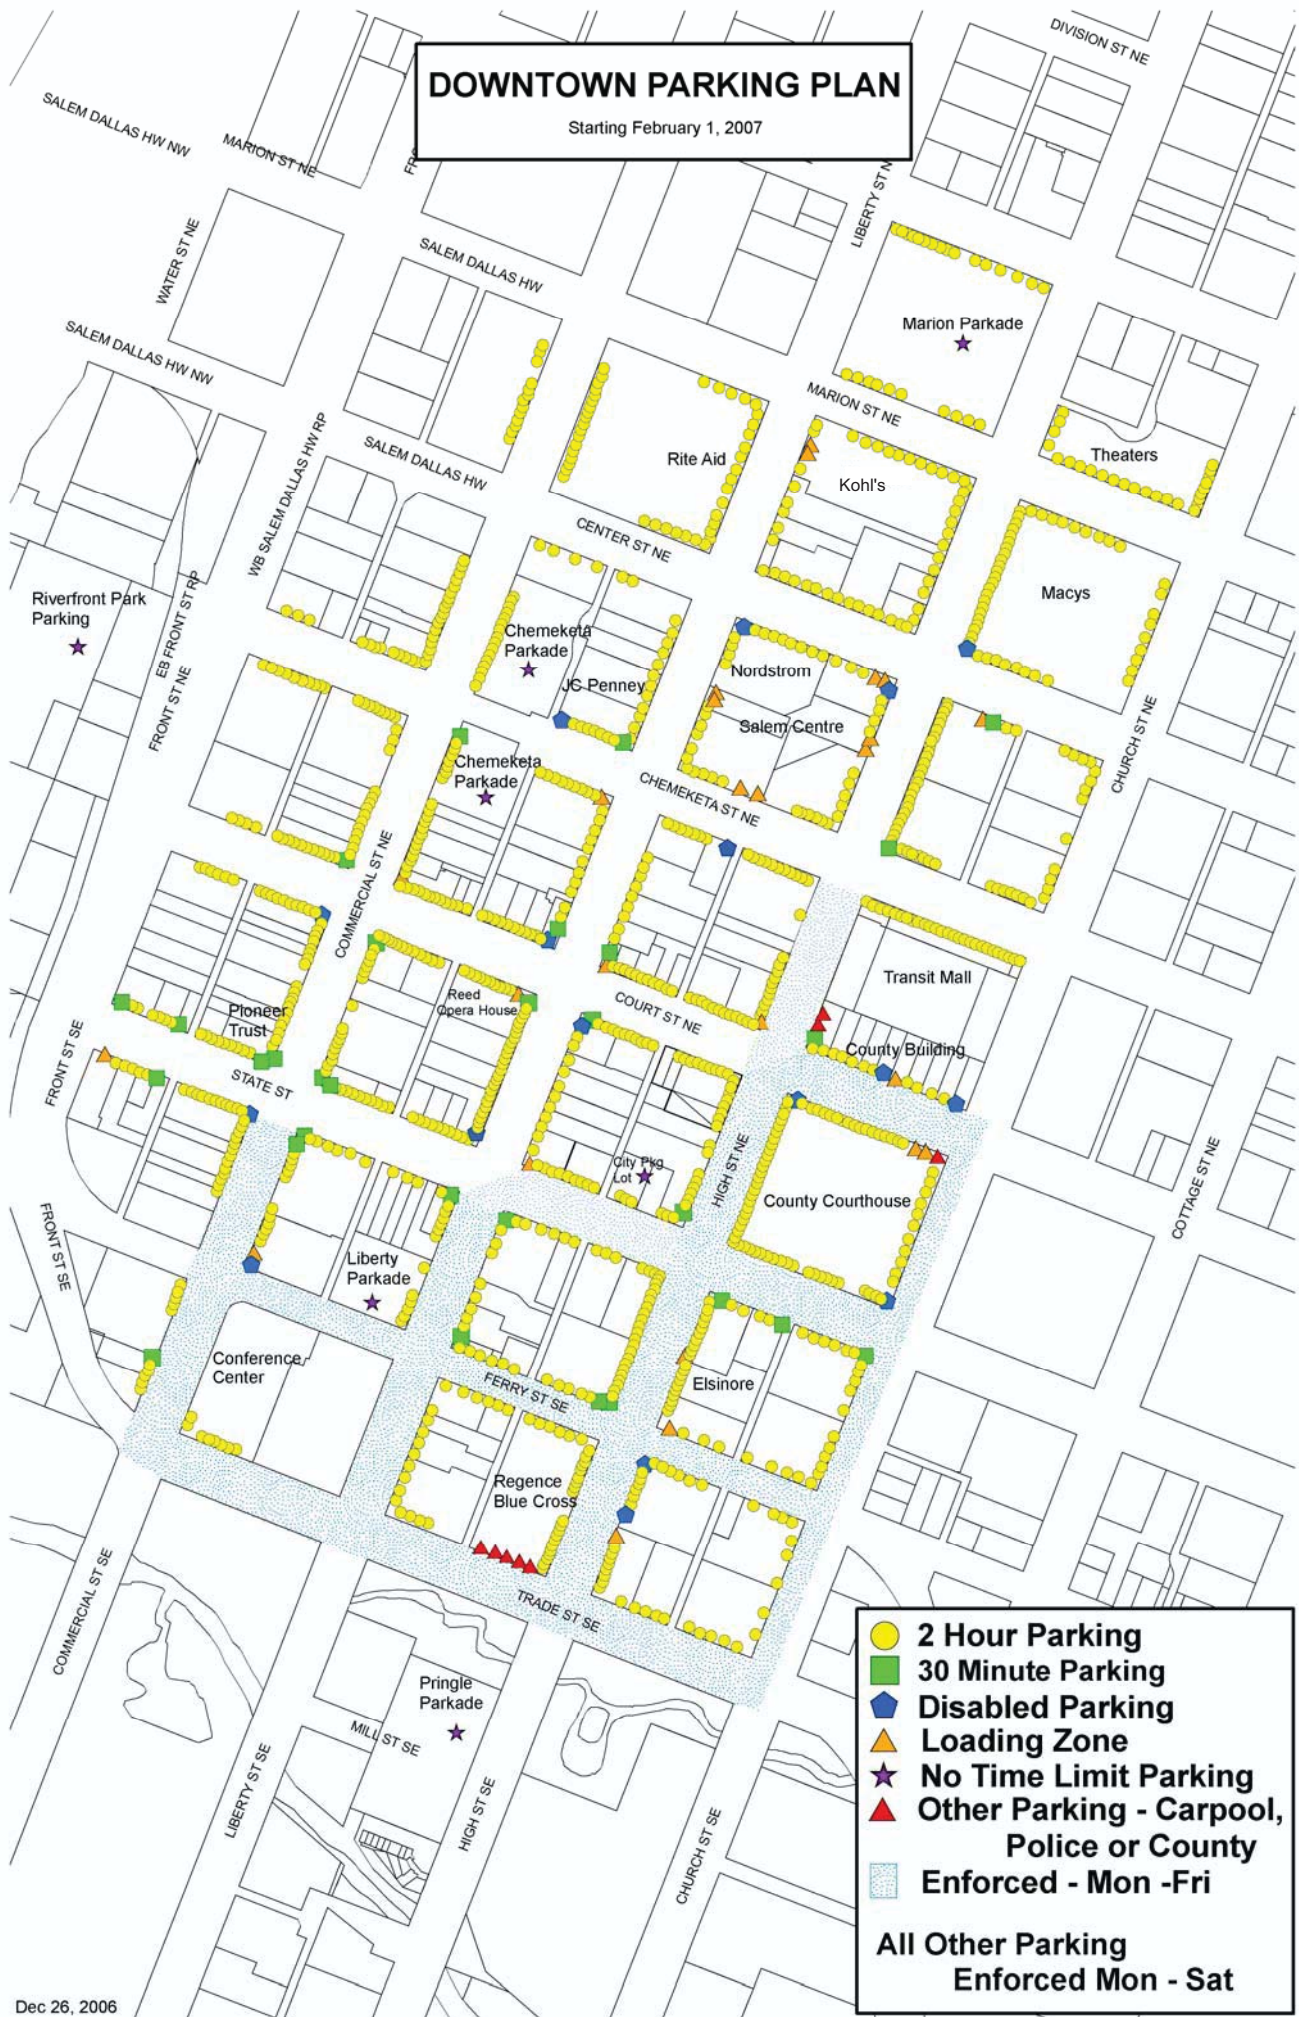 DOWNTOWN PARKING PLAN
Starting February 1, 2007
DIVISION ST NE
SALEM DALLAS HW NW
MARION ST NE
FR
LIBERTY ST N
WATER ST NE
SALEM DALLAS HW
SALEM DALLAS HW NW
Marion Parkade
MARION ST NE
WB SALEM DALLAS HW RP
SALEM DALLAS HW
Rite Aid
Kohl's
Theaters
CENTER ST NE
Riverfront Park
Parking
EB FRONT ST RP
FRONT ST NE
Chemeketa
Parkade
JC Penney
Nordstrom
Salem Centre
Macys
CHURCH ST NE
Chemeketa
Parkade
CHEMEKETA ST NE
COMMERCIAL ST NE
Transit Mall
Reed
Opera House
COURT ST NE
Pioneer
Trust
County Building
FRONT ST SE
STATE ST
City Pkg
Lot
HIGH ST NE
County Courthouse
COTTAGE ST NE
FRONT ST SE
Liberty
Parkade
Conference
Center
FERRY ST SE
Elsinore
Regence
Blue Cross
TRADE ST SE
COMMERCIAL ST SE
Pringle
Parkade
MILL ST SE
LIBERTY ST SE
HIGH ST SE
CHURCH ST SE
2 Hour Parking
30 Minute Parking
Disabled Parking
Loading Zone
No Time Limit Parking
Other Parking - Carpool,
Police or County
Enforced - Mon -Fri
All Other Parking
Enforced Mon - Sat
Dec 26, 2006